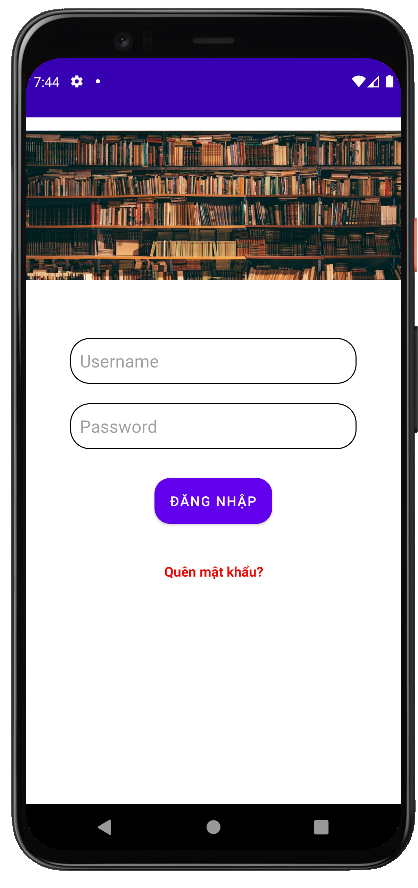 7:44
Username
Password
ĐĂNG NHẬP
Quên mật khẩu?